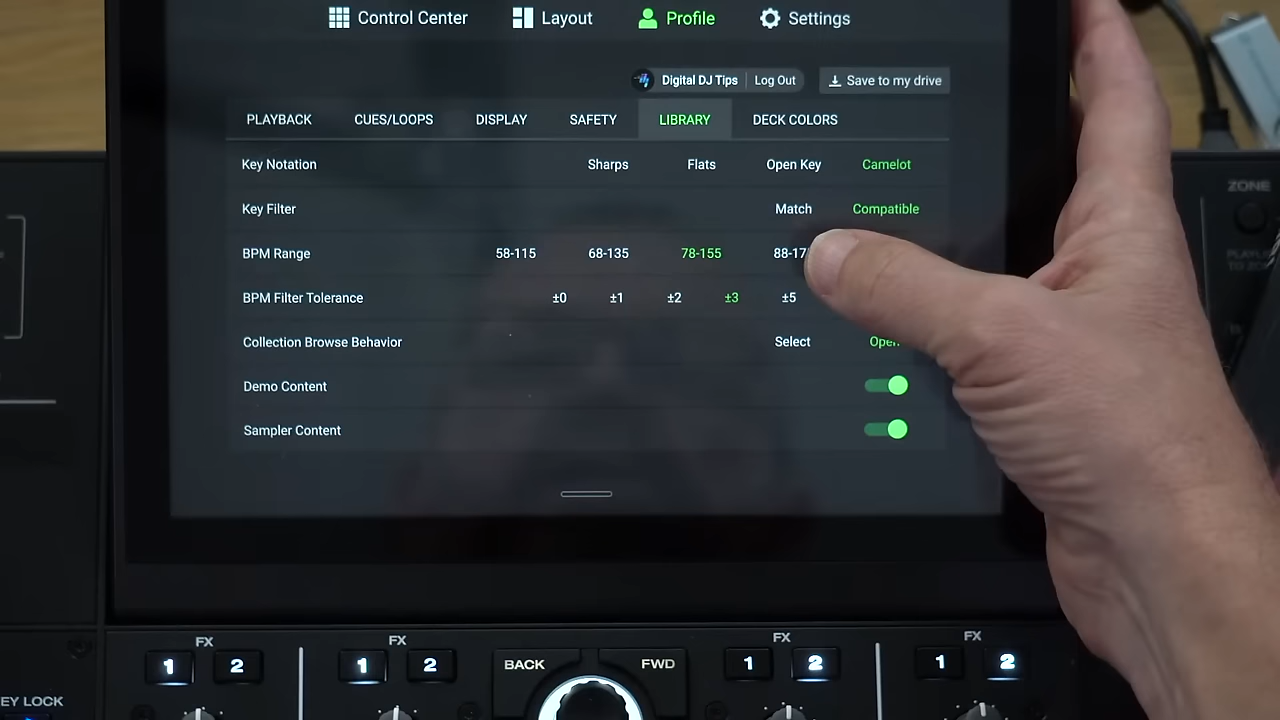 Control Center Layout Profile Settings
Digital DJ Tips Log Out Save to my drive
PLAYBACK CUES/LOOPS DISPLAY SAFETY LIBRARY DECK COLORS
Key Notation Sharps Flats Open Key Camelot
Key Filter Match Compatible
BPM Range 58-115 68-135 78-155
BPM Filter Tolerance ±0 ±1 ±2 ±3 ±5
Collection Browse Behavior Select Open
Demo Content
Sampler Content
ZONE
FX FX FX FX
1 2 1 2 BACK FWD 1 2 1 2
EY LOCK